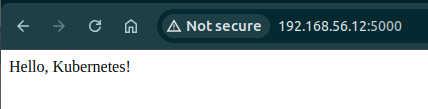 Not secure 192.168.56.12:5000
Hello, Kubernetes!